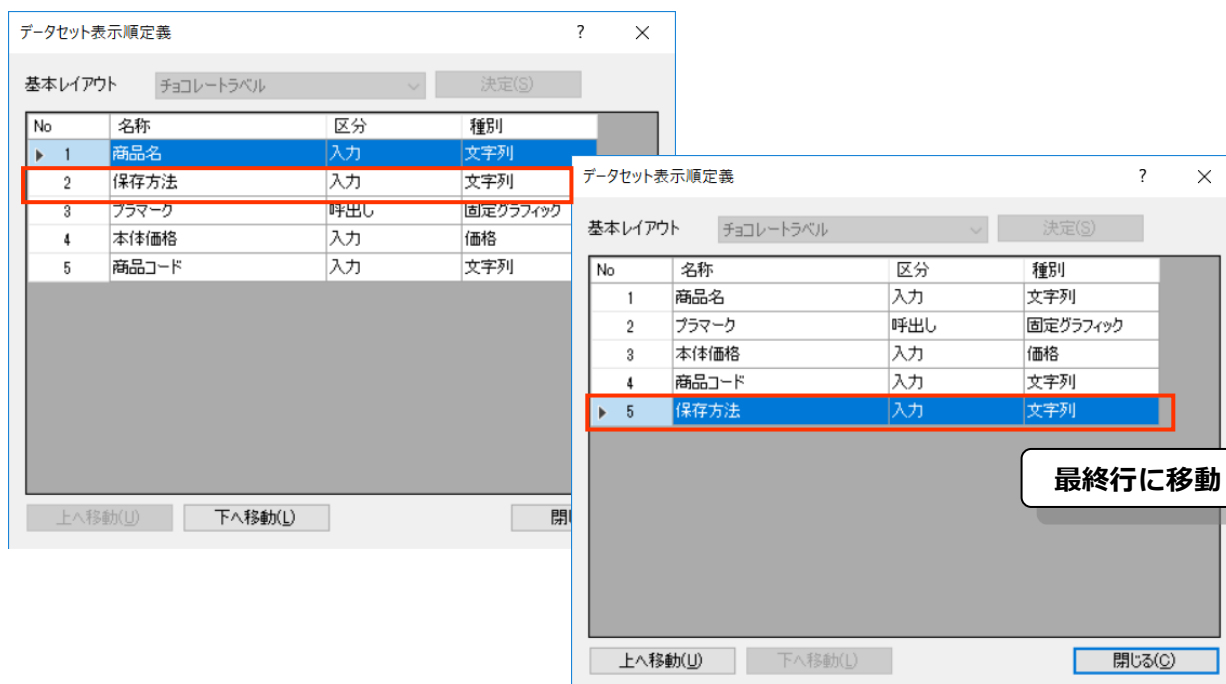 データセット表示順定義 ?
基本レイアウト チョコレートラベル 決定(S)
No 名称 区分 種別
1 商品名 入力 文字列
2 保存方法 入力 文字列
3 プラマーク 呼出し 固定グラフィック
4 本体価格 入力 価格
5 商品コード 入力 文字列
上へ移動(U) 下へ移動(L) 閉
データセット表示順定義 ?
基本レイアウト チョコレートラベル 決定(S)
No 名称 区分 種別
1 商品名 入力 文字列
2 プラマーク 呼出し 固定グラフィック
3 本体価格 入力 価格
4 商品コード 入力 文字列
5 保存方法 入力 文字列
最終行に移動
上へ移動(U) 下へ移動(L) 閉じる(C)